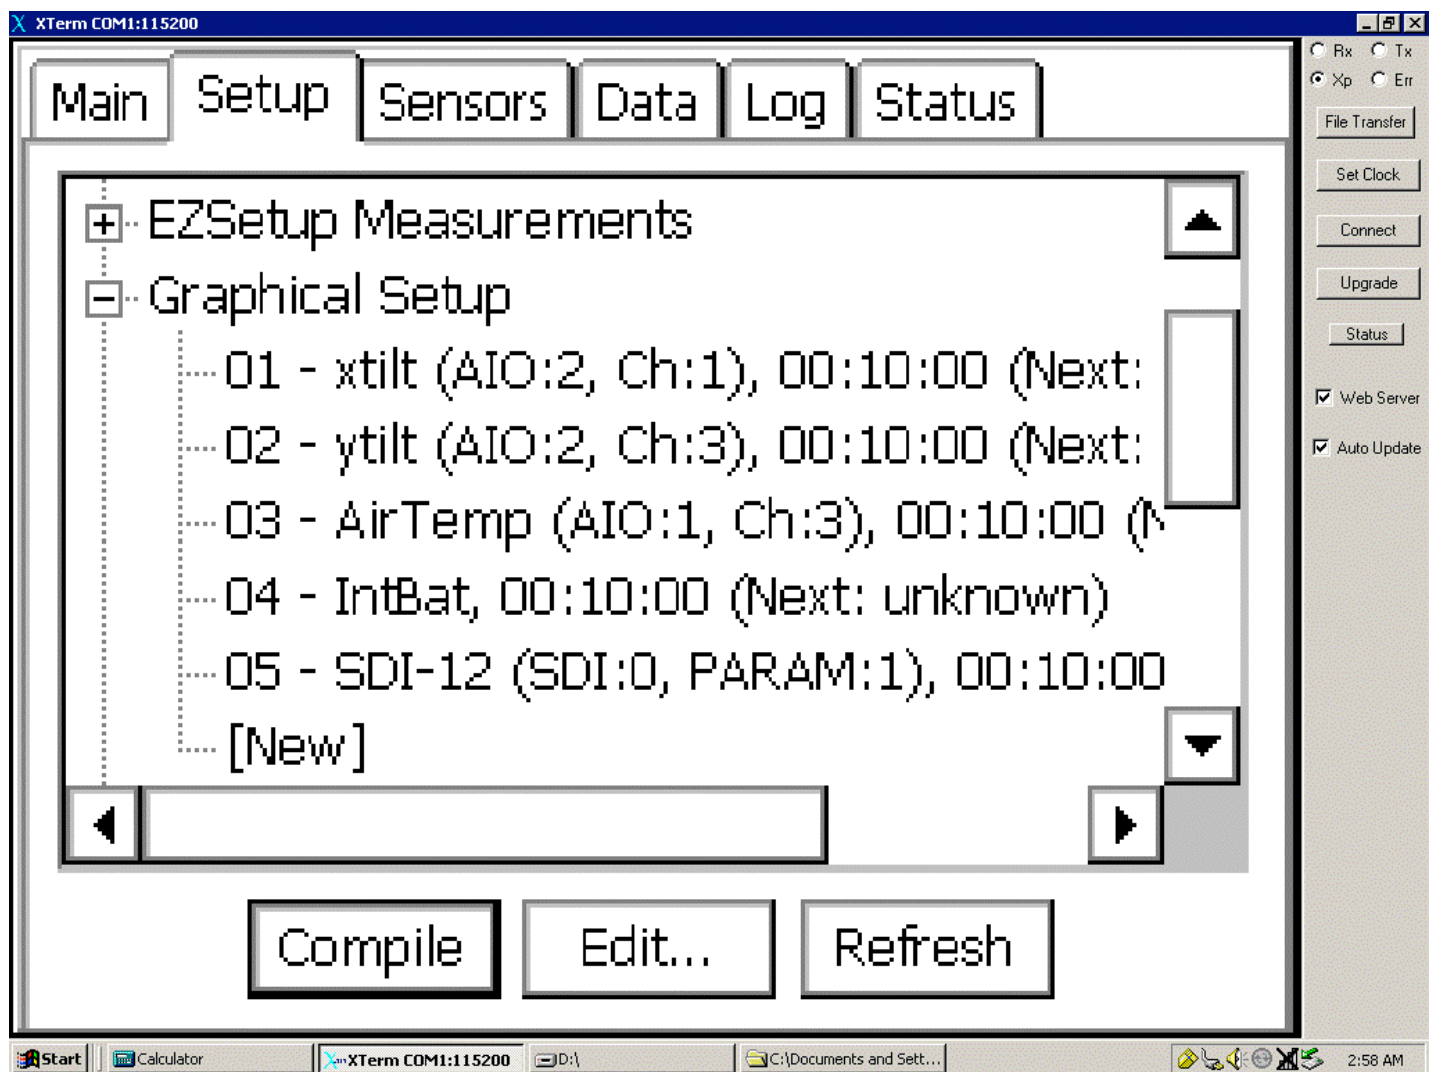 XTerm COM1:115200
Main Setup Sensors Data Log Status
EZSetup Measurements
Graphical Setup
01 - xtilt (AIO:2, Ch:1), 00:10:00 (Next:
02 - ytilt (AIO:2, Ch:3), 00:10:00 (Next:
03 - AirTemp (AIO:1, Ch:3), 00:10:00 (N
04 - IntBat, 00:10:00 (Next: unknown)
05 - SDI-12 (SDI:0, PARAM:1), 00:10:00
[New]
Compile Edit... Refresh
Rx Tx
Xp Err
File Transfer
Set Clock
Connect
Upgrade
Status
Web Server
Auto Update
Start Calculator XTerm COM1:115200 D:\ C:\Documents and Sett... 2:58 AM